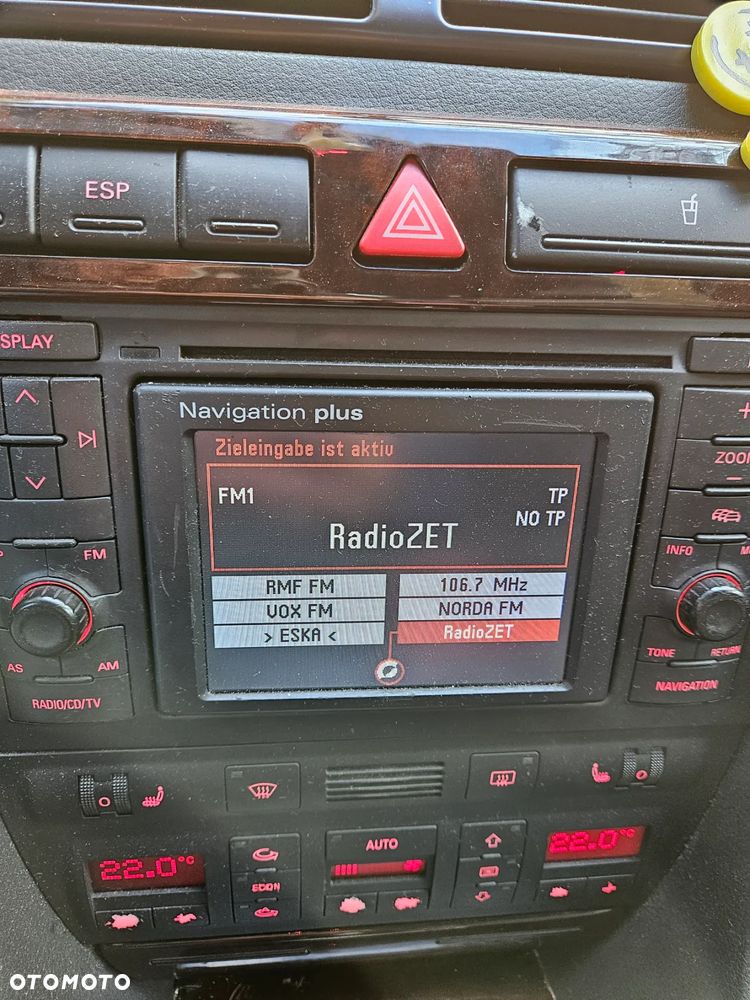 ESP
SPLAY
Navigation plus
Zieleingabe ist aktiv
FM1
TP
NO TP
RadioZET
RMF FM
106.7 MHz
VOX FM
NORDA FM
> ESKA <
RadioZET
+
ZOO
-
FM
INFO
TONE
RETURN
AS
AM
RADIO/CD/TV
NAVIGATION
AUTO
22.0°C
22.0°C
ECON
OTOMOTO